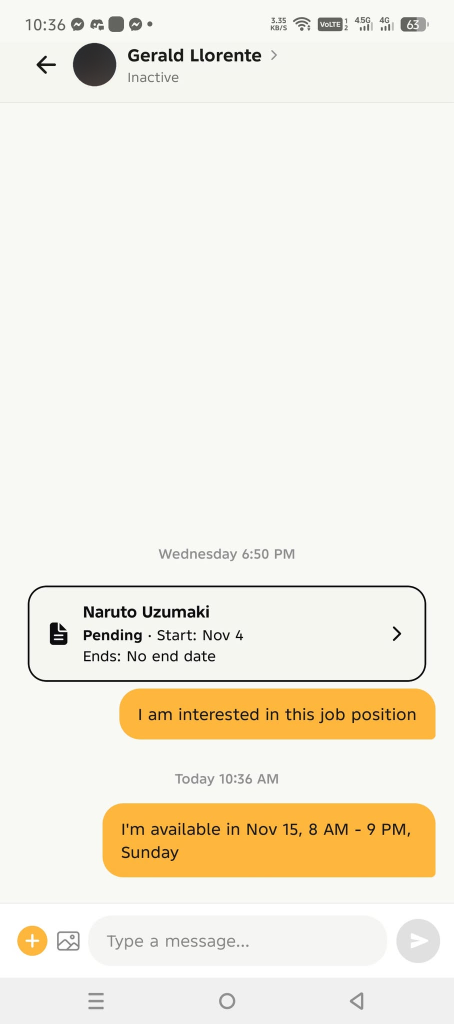 10:36
3.35
KB/S
VoLTE 1 2
4.5G
4G
63
Gerald Llorente
Inactive
Wednesday 6:50 PM
Naruto Uzumaki
Pending · Start: Nov 4
Ends: No end date
I am interested in this job position
Today 10:36 AM
I'm available in Nov 15, 8 AM - 9 PM,
Sunday
Type a message...